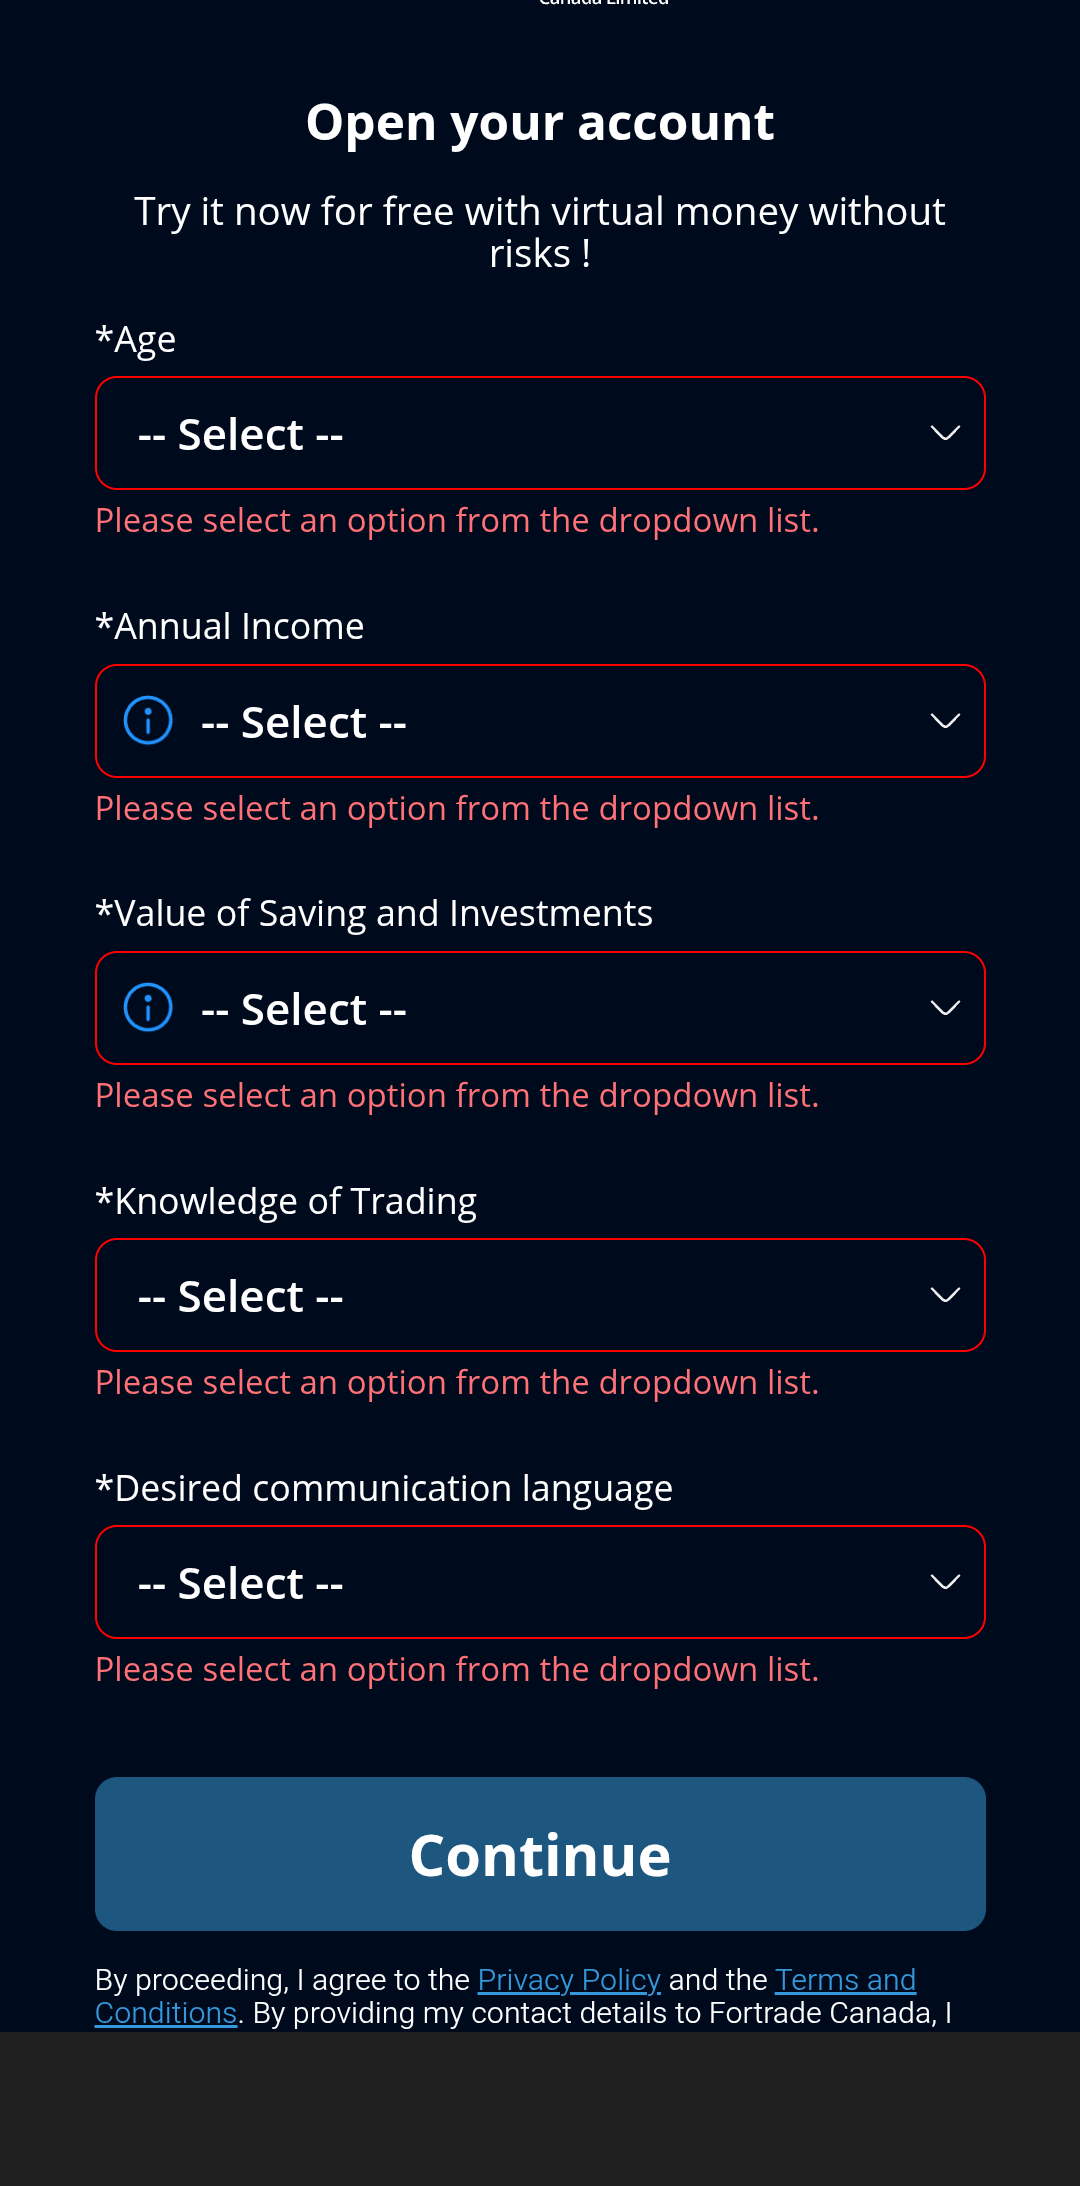 Canada Limited
Open your account
Try it now for free with virtual money without
risks !
*Age
-- Select --
Please select an option from the dropdown list.
*Annual Income
-- Select --
Please select an option from the dropdown list.
*Value of Saving and Investments
-- Select --
Please select an option from the dropdown list.
*Knowledge of Trading
-- Select --
Please select an option from the dropdown list.
*Desired communication language
-- Select --
Please select an option from the dropdown list.
Continue
By proceeding, I agree to the Privacy Policy and the Terms and
Conditions. By providing my contact details to Fortrade Canada, I